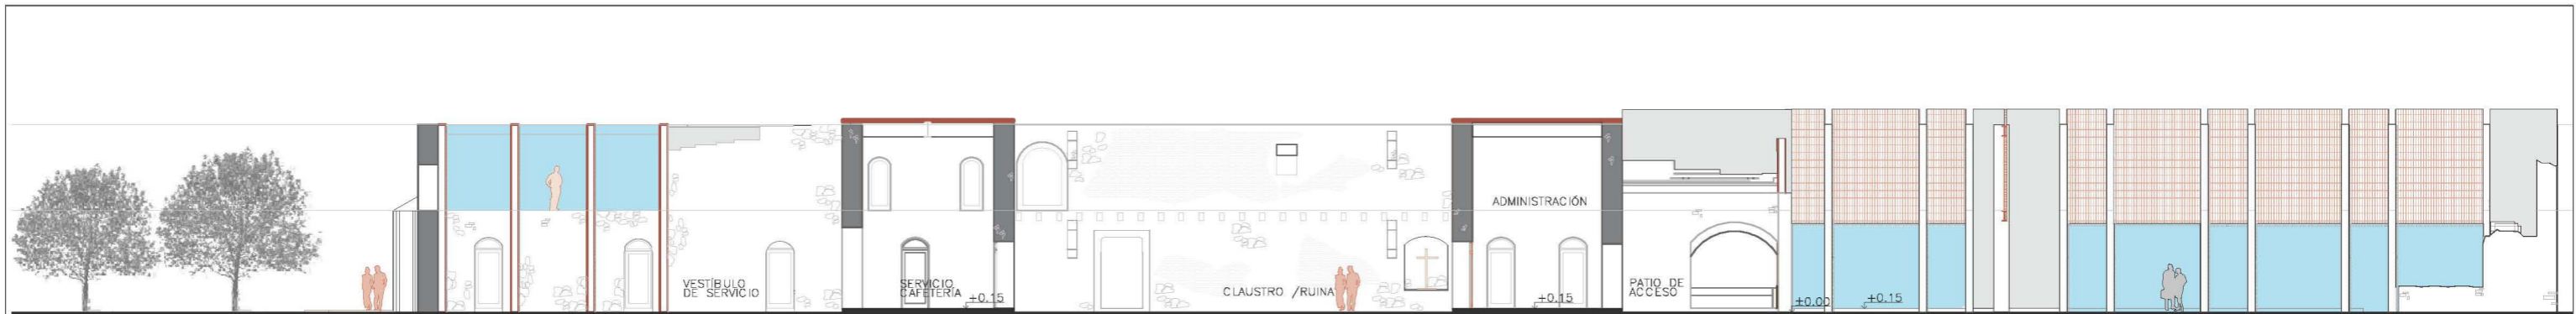 VESTÍBULO
DE SERVICIO
SERVICIO
CAFETERÍA
+0.15
CLAUSTRO /RUINA
ADMINISTRACIÓN
+0.15
PATIO DE
ACCESO
±0.00
+0.15